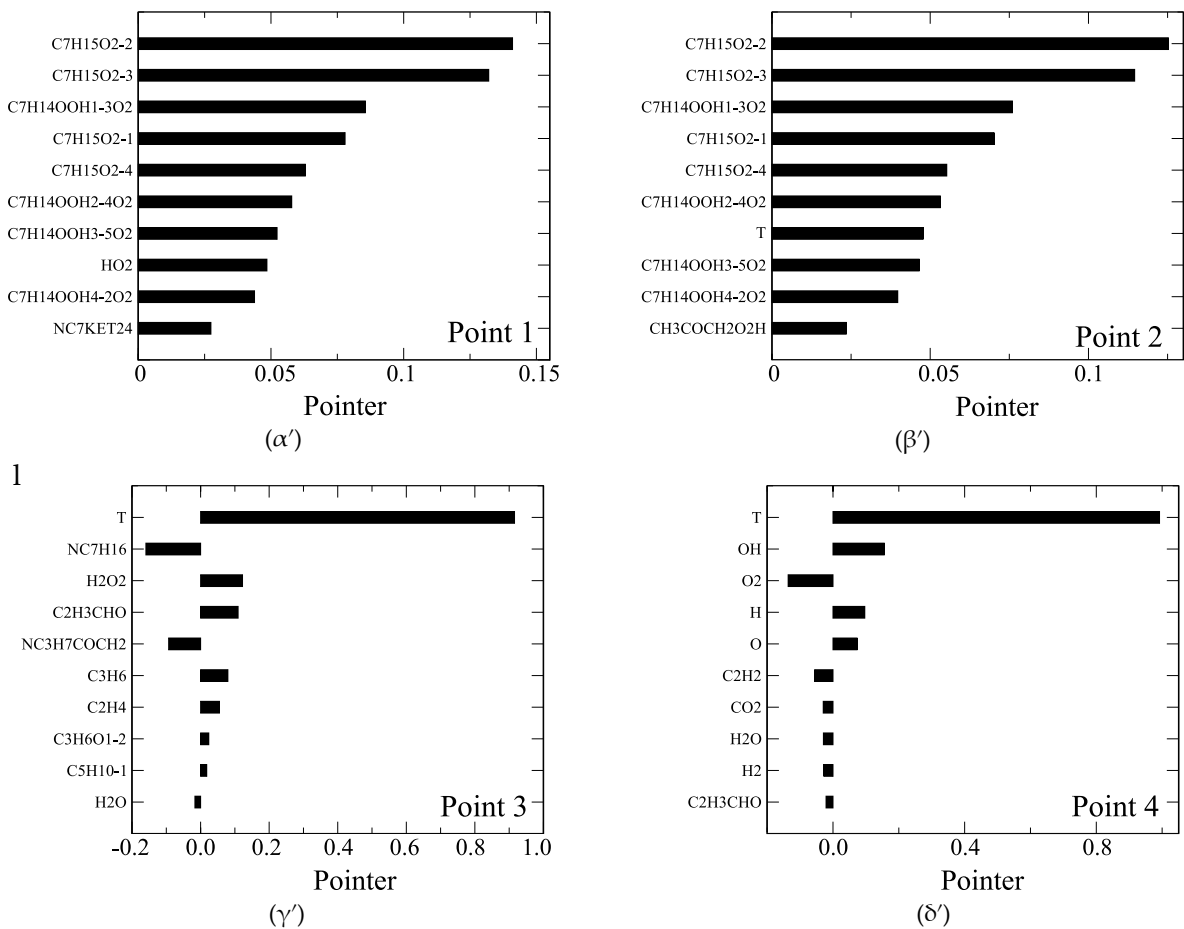 C7H15O2-2
C7H15O2-3
C7H14OOH1-3O2
C7H15O2-1
C7H15O2-4
C7H14OOH2-4O2
C7H14OOH3-5O2
HO2
C7H14OOH4-2O2
NC7KET24
Point 1
0 0.05 0.1 0.15
Pointer
(α′)
C7H15O2-2
C7H15O2-3
C7H14OOH1-3O2
C7H15O2-1
C7H15O2-4
C7H14OOH2-4O2
T
C7H14OOH3-5O2
C7H14OOH4-2O2
CH3COCH2O2H
Point 2
0 0.05 0.1
Pointer
(β′)
1
T
NC7H16
H2O2
C2H3CHO
NC3H7COCH2
C3H6
C2H4
C3H6O1-2
C5H10-1
H2O
Point 3
-0.2 0.0 0.2 0.4 0.6 0.8 1.0
Pointer
(γ′)
T
OH
O2
H
O
C2H2
CO2
H2O
H2
C2H3CHO
Point 4
0.0 0.4 0.8
Pointer
(δ′)